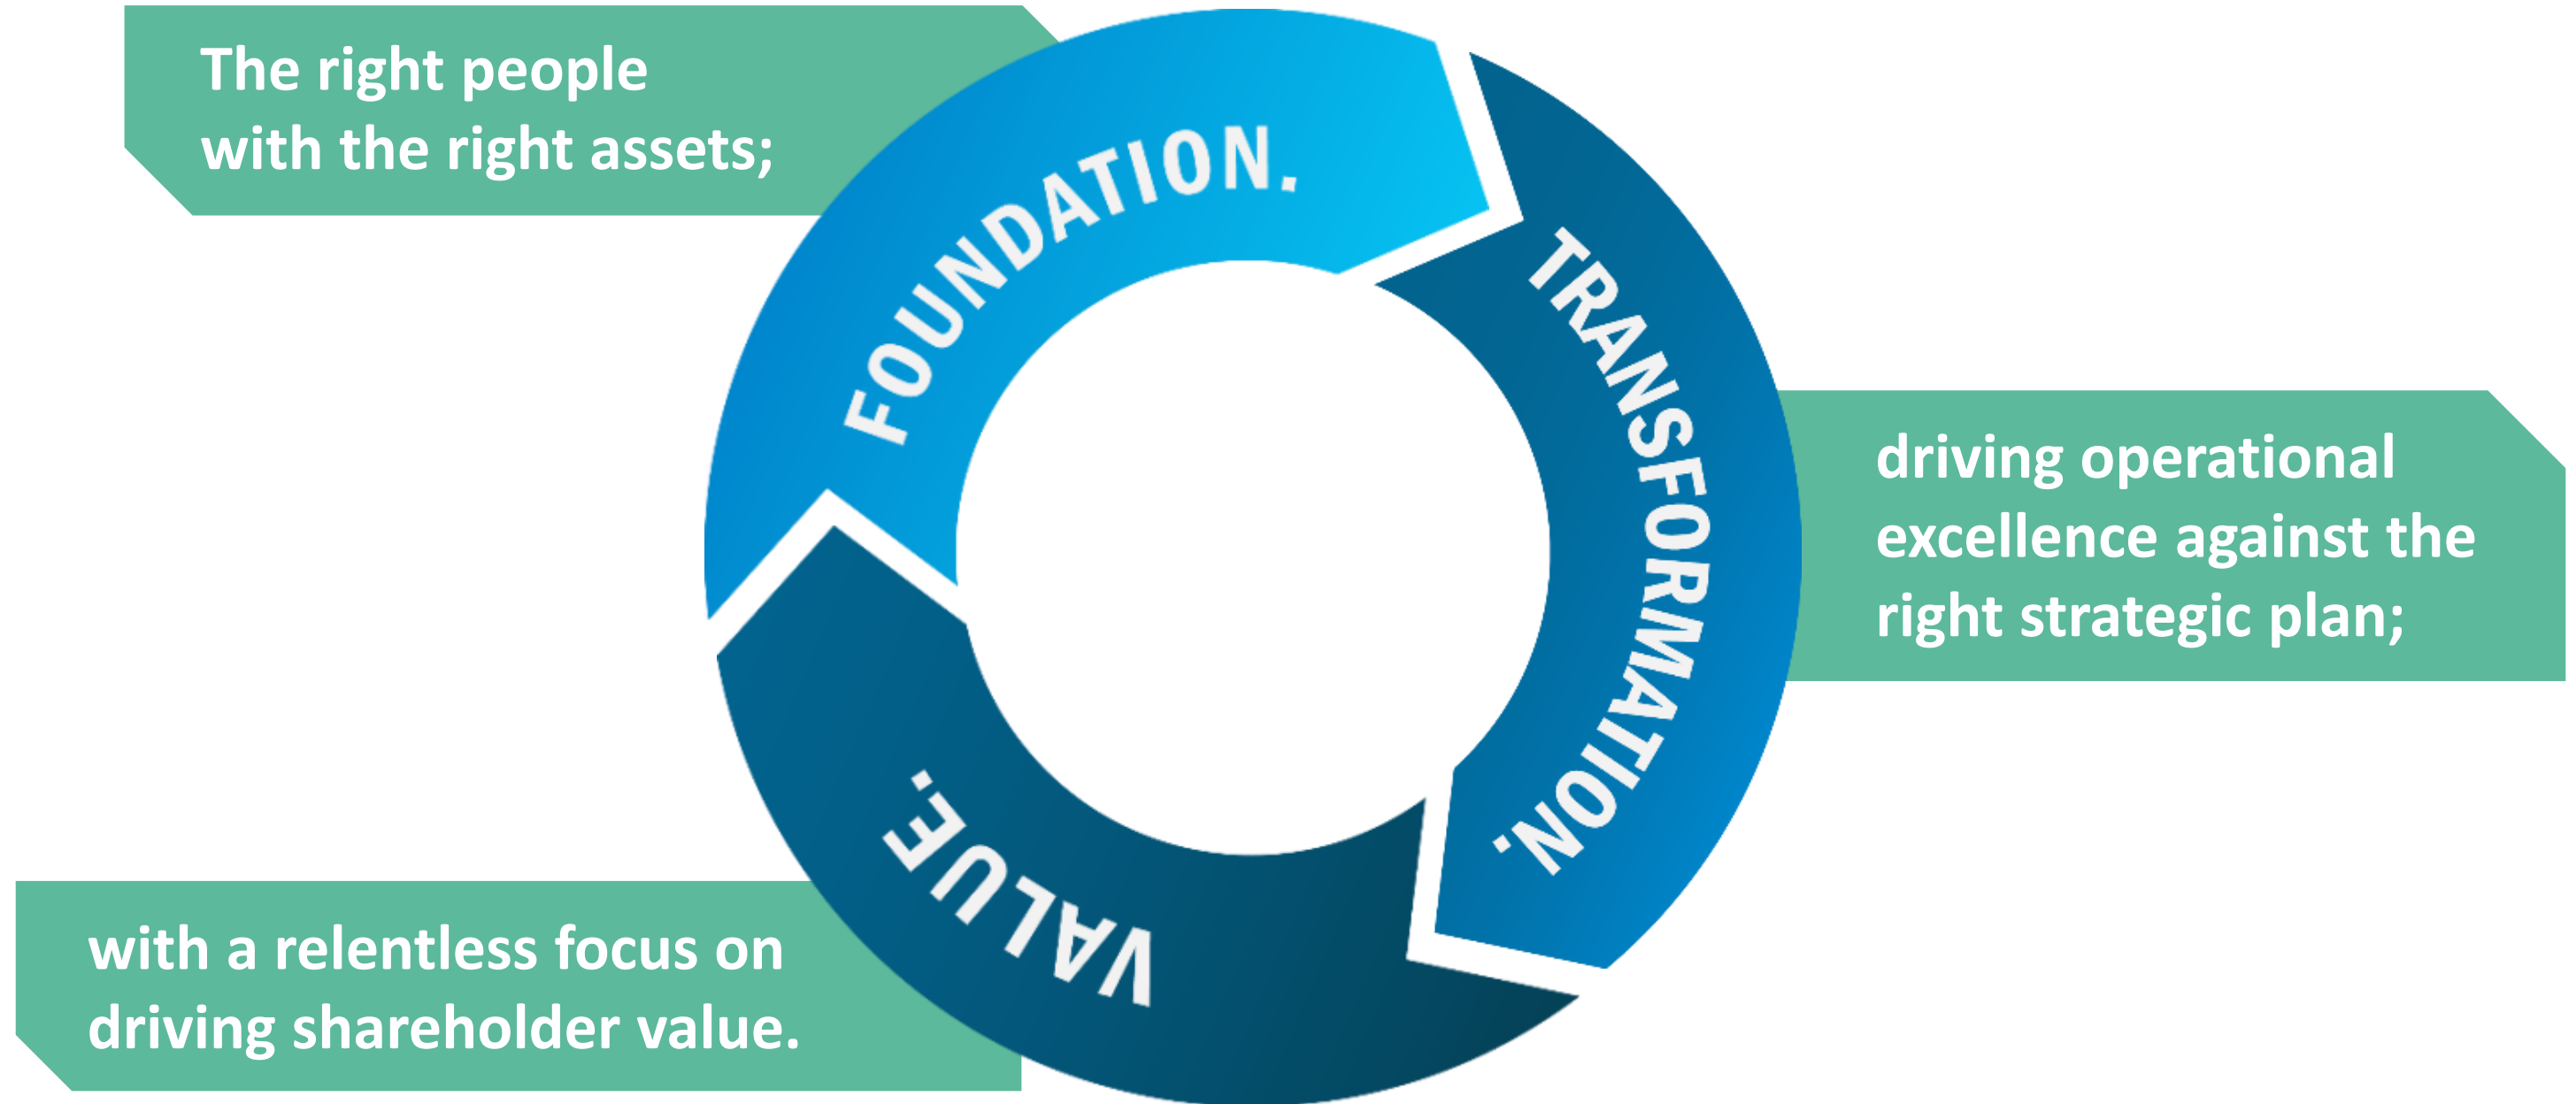 The right people
with the right assets;
FOUNDATION.
TRANSFORMATION.
driving operational
excellence against the
right strategic plan;
VALUE.
with a relentless focus on
driving shareholder value.